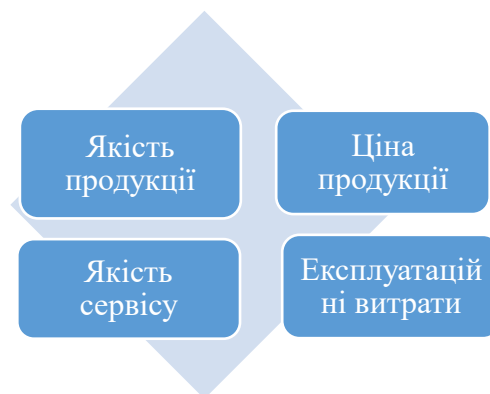 Якість
продукції
Ціна
продукції
Якість
сервісу
Експлуатацій
ні витрати